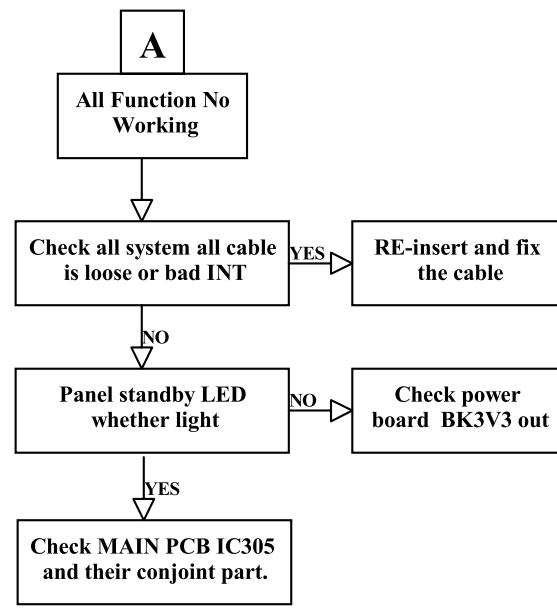 A
All Function No
Working
Check all system all cable
is loose or bad INT
YES
RE-insert and fix
the cable
NO
Panel standby LED
whether light
NO
Check power
board BK3V3 out
YES
Check MAIN PCB IC305
and their conjoint part.